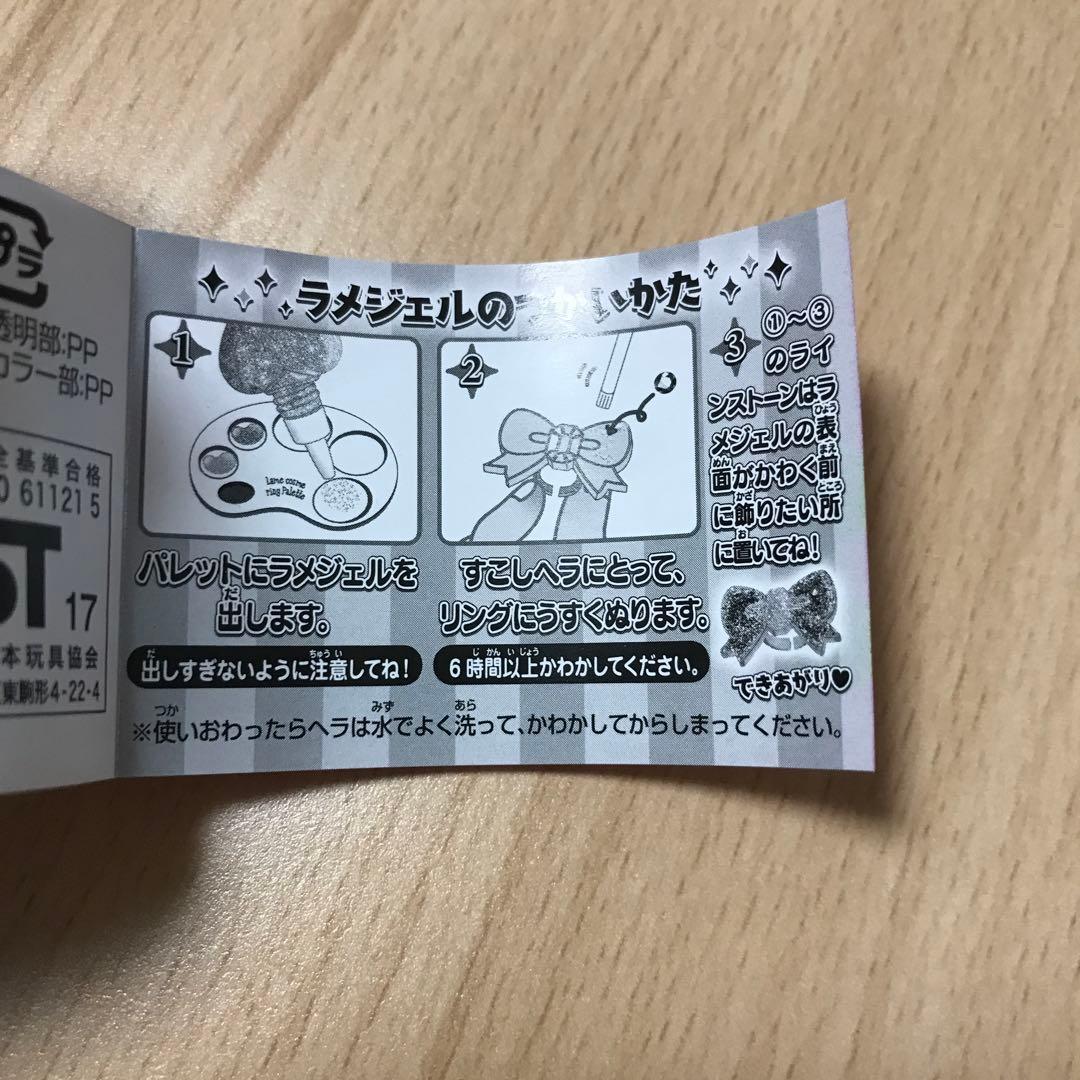 プラ
透明部:PP
カラー部:PP
全基準合格
0 611215
ST 17
本玩具協会
東駒形4-22-4
ラメジェルのつかいかた
1
lame cosme
ring Palette
パレットにラメジェルを
出します。
出しすぎないように注意してね!
2
すこしヘラにとって、
リングにうすくぬります。
6時間以上かわかしてください。
3
①~③
のライ
ンストーンはラ
メジェルの表
面がかわく前
に飾りたい所
に置いてね!
できあがり♥
※使いおわったらヘラは水でよく洗って、かわかしてからしまってください。